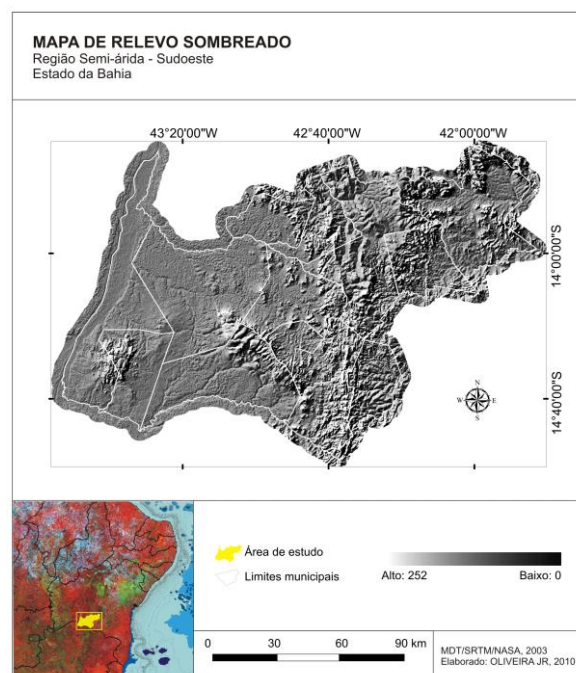 MAPA DE RELEVO SOMBREADO
Região Semi-árida - Sudoeste
Estado da Bahia
43°20'00"W 42°40'00"W 42°00'00"W
14°00'00"S
14°40'00"S
N
W E
S
Área de estudo
Limites municipais
Alto: 252 Baixo: 0
0 30 60 90 km
MDT/SRTM/NASA, 2003
Elaborado: OLIVEIRA JR, 2010